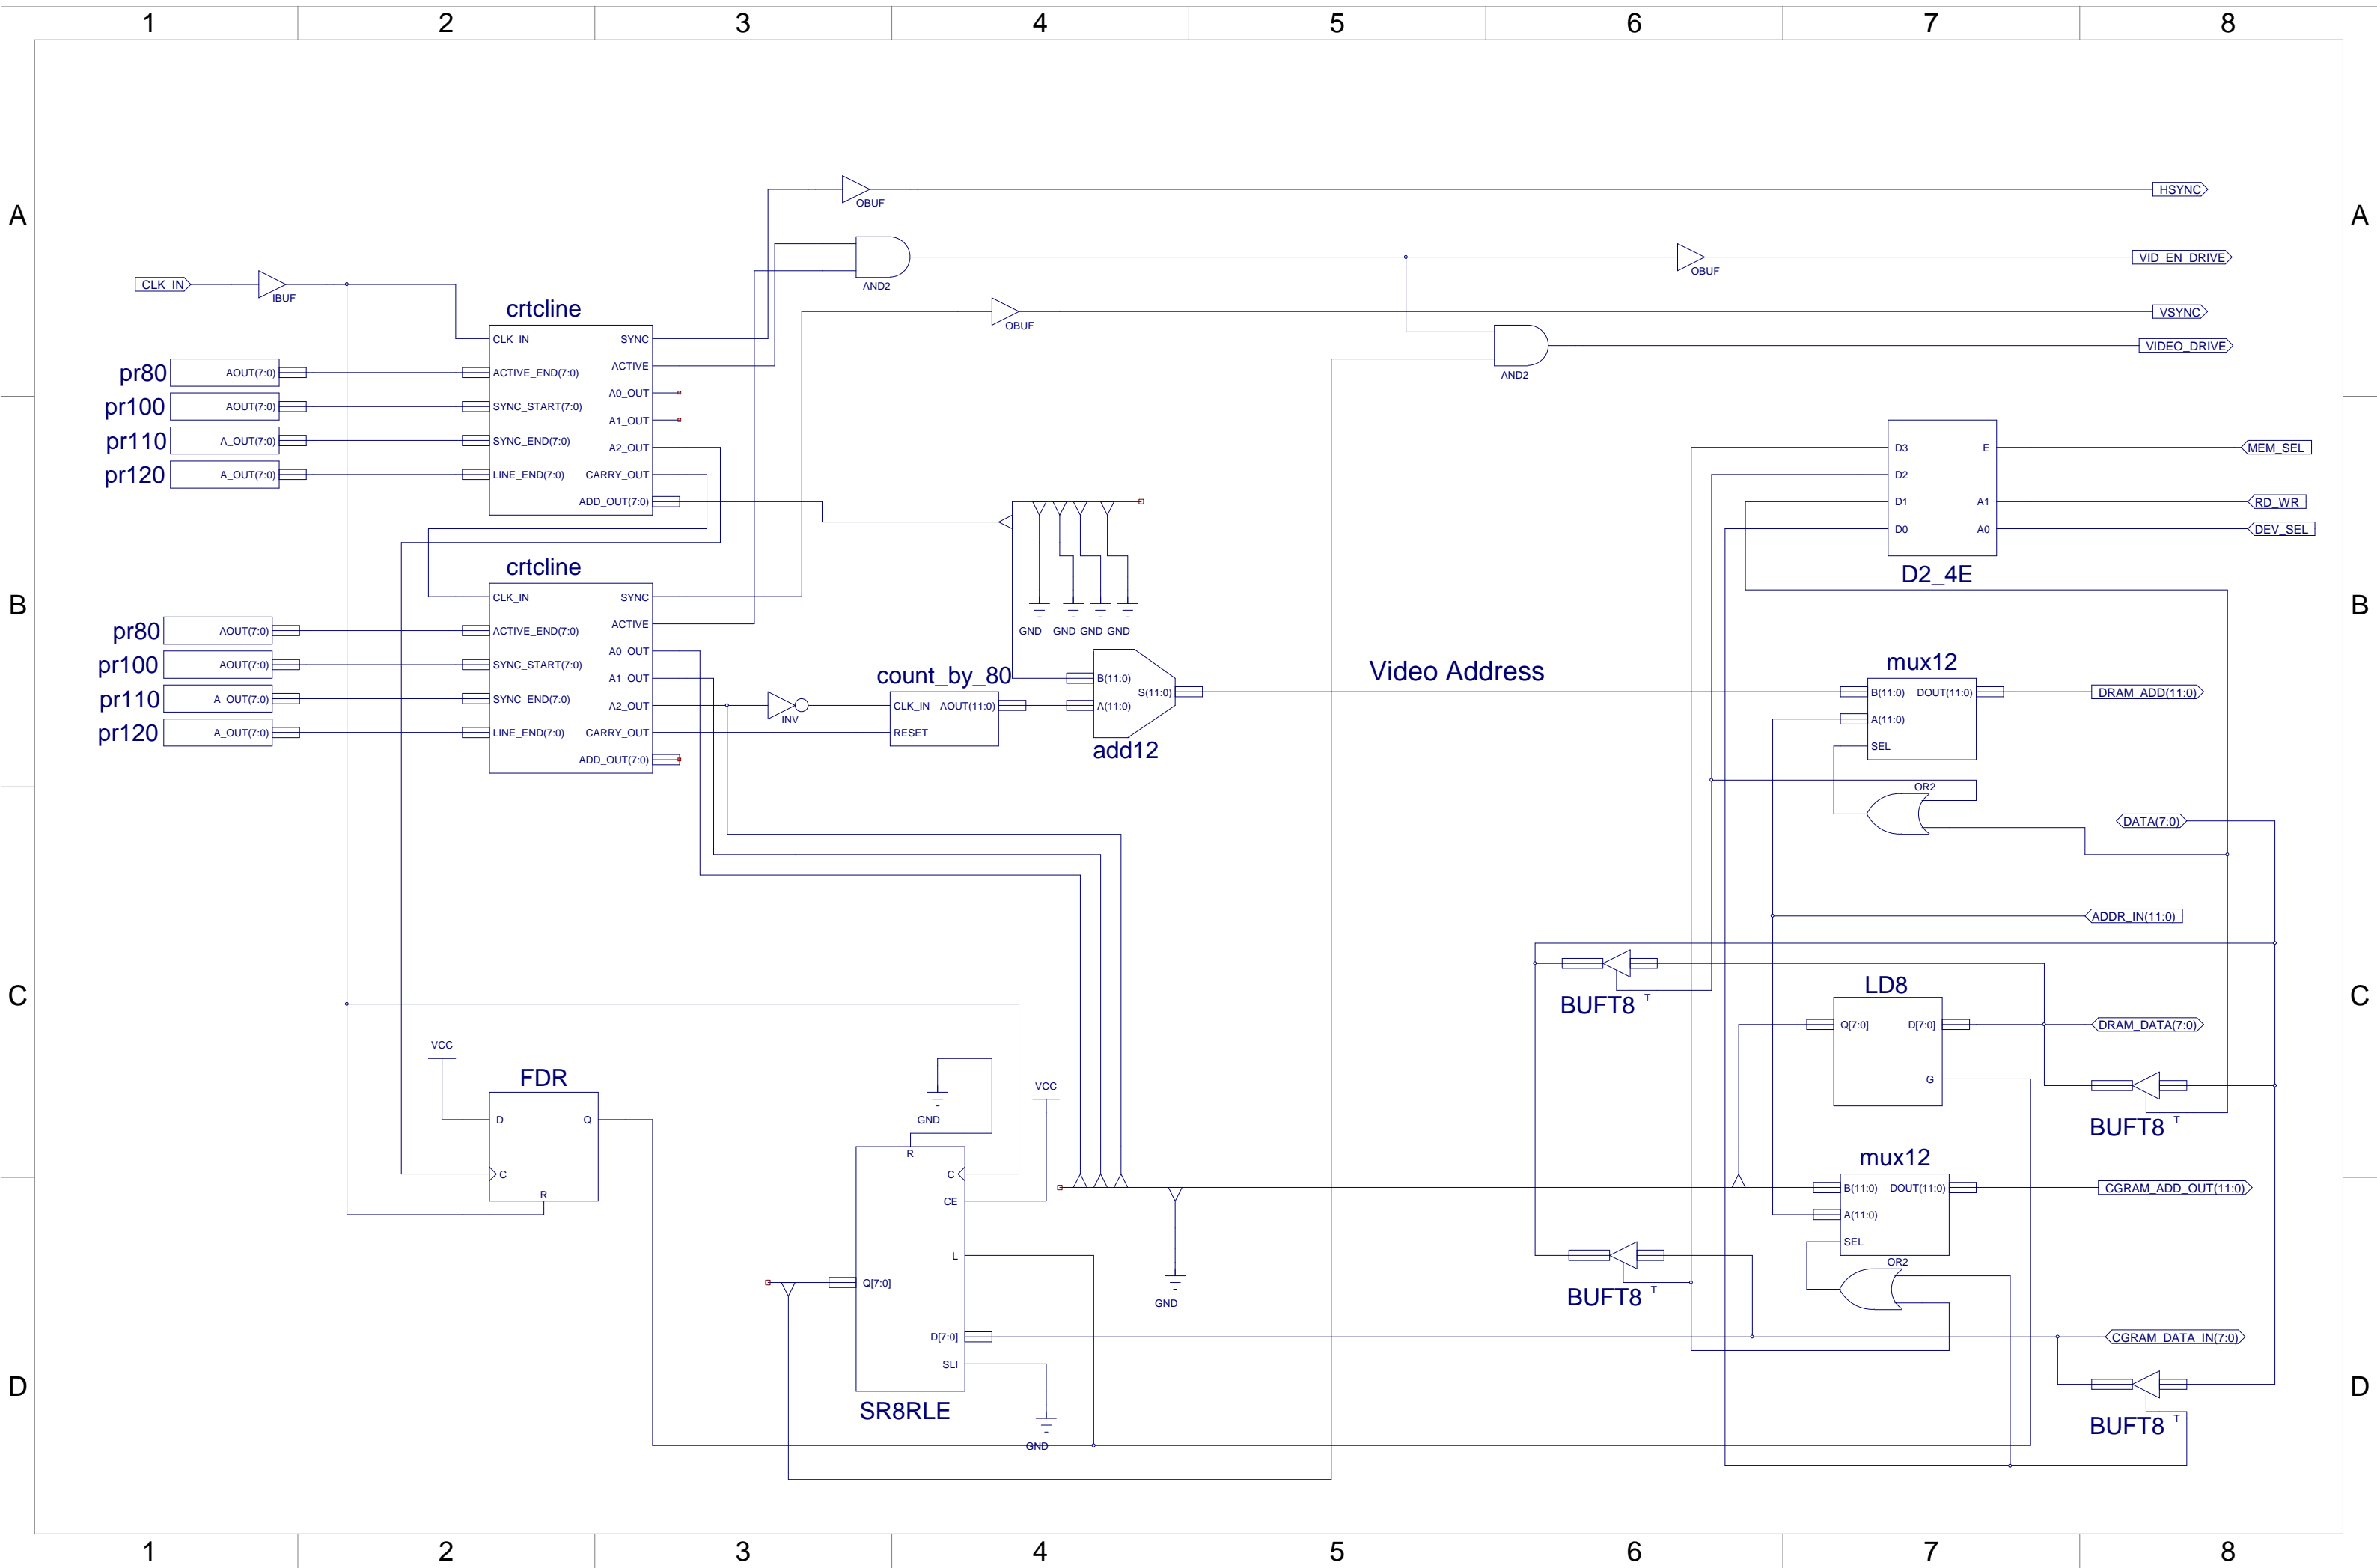 1 2 3 4 5 6 7 8
A A
HSYNC
OBUF
VID_EN_DRIVE
OBUF
AND2
CLK_IN
IBUF
VSYNC
OBUF
VIDEO_DRIVE
AND2
crtcline
CLK_IN SYNC
ACTIVE
pr80 AOUT(7:0) ACTIVE_END(7:0)
A0_OUT
pr100 AOUT(7:0) SYNC_START(7:0)
A1_OUT
pr110 A_OUT(7:0) SYNC_END(7:0)
A2_OUT
pr120 A_OUT(7:0) LINE_END(7:0) CARRY_OUT
ADD_OUT(7:0)
D3 E MEM_SEL
D2
D1 A1 RD_WR
D0 A0 DEV_SEL
D2_4E
B B
crtcline
CLK_IN SYNC
ACTIVE
GND GND GND GND
pr80 AOUT(7:0) ACTIVE_END(7:0)
A0_OUT
pr100 AOUT(7:0) SYNC_START(7:0)
A1_OUT
pr110 A_OUT(7:0) SYNC_END(7:0)
A2_OUT
pr120 A_OUT(7:0) LINE_END(7:0) CARRY_OUT
ADD_OUT(7:0)
INV
count_by_80
CLK_IN AOUT(11:0)
RESET
B(11:0)
S(11:0)
A(11:0)
add12
Video Address
mux12
B(11:0) DOUT(11:0)
A(11:0)
SEL
DRAM_ADD(11:0)
OR2
DATA(7:0)
ADDR_IN(11:0)
C C
BUFT8 T
LD8
Q[7:0] D[7:0]
G
DRAM_DATA(7:0)
BUFT8 T
VCC
FDR
D Q
C
R
GND
VCC
R
C
CE
L
Q[7:0]
D[7:0]
SLI
SR8RLE
GND
GND
mux12
B(11:0) DOUT(11:0)
A(11:0)
SEL
CGRAM_ADD_OUT(11:0)
OR2
BUFT8 T
CGRAM_DATA_IN(7:0)
BUFT8 T
D D
1 2 3 4 5 6 7 8